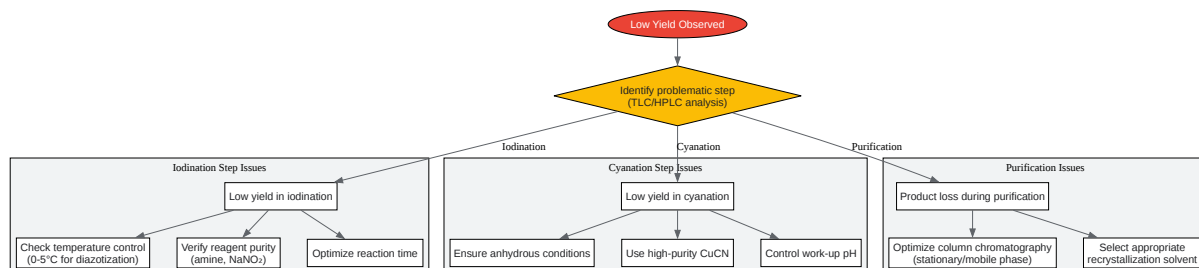 Low Yield Observed
Identify problematic step
(TLC/HPLC analysis)
Iodination
Cyanation
Purification
Iodination Step Issues
Cyanation Step Issues
Purification Issues
Low yield in iodination
Low yield in cyanation
Product loss during purification
Check temperature control
(0-5°C for diazotization)
Verify reagent purity
(amine, NaNO₂)
Optimize reaction time
Ensure anhydrous conditions
Use high-purity CuCN
Control work-up pH
Optimize column chromatography
(stationary/mobile phase)
Select appropriate
recrystallization solvent